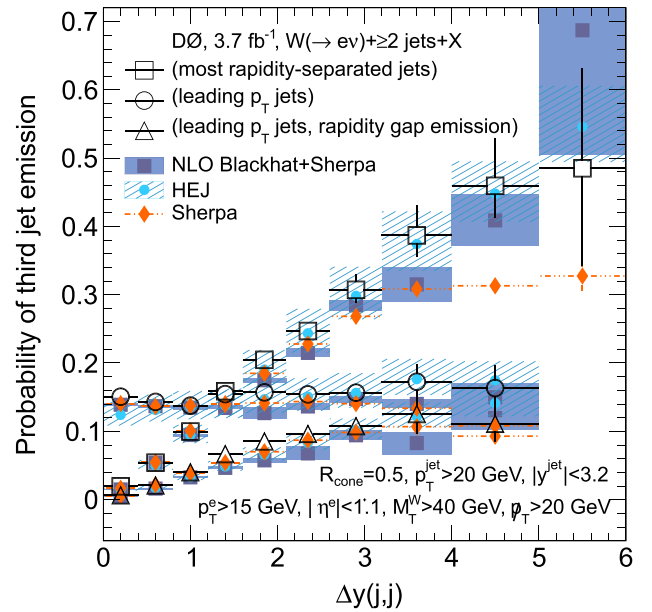 Probability of third jet emission
0.7
0.6
0.5
0.4
0.3
0.2
0.1
0
DØ, 3.7 fb⁻¹, W(→ eν)+≥2 jets+X
(most rapidity-separated jets)
(leading p_T jets)
(leading p_T jets, rapidity gap emission)
NLO Blackhat+Sherpa
HEJ
Sherpa
R_cone=0.5, p_T^jet>20 GeV, |y^jet|<3.2
p_T^e>15 GeV, | η^e|<1.1, M_T^W>40 GeV, p̸_T>20 GeV
0 1 2 3 4 5 6
Δy(j,j)